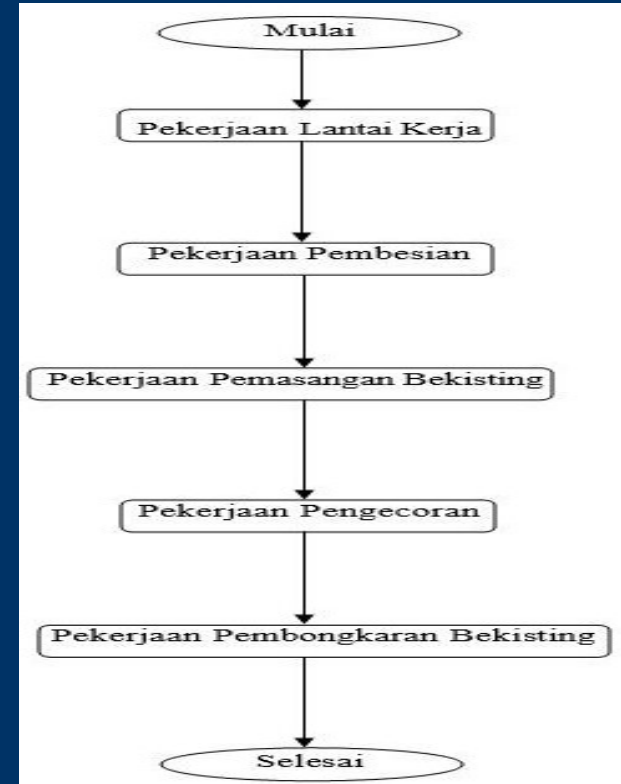 Mulai
Pekerjaan Lantai Kerja
Pekerjaan Pembesian
Pekerjaan Pemasangan Bekisting
Pekerjaan Pengecoran
Pekerjaan Pembongkaran Bekisting
Selesai